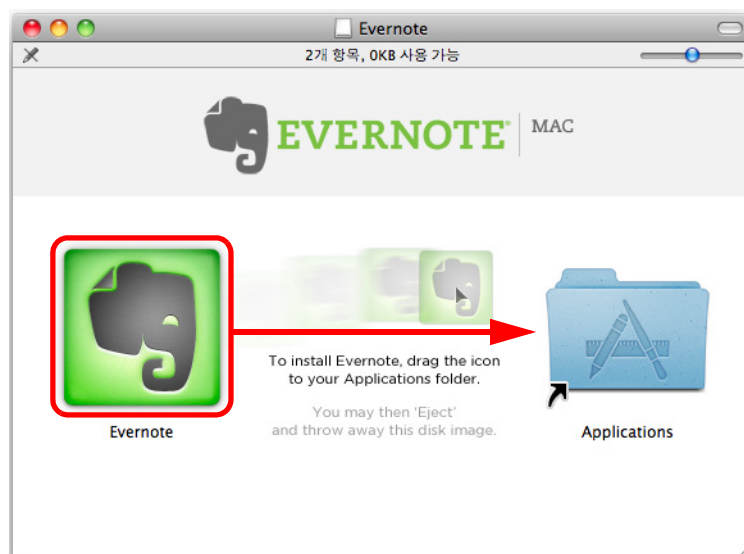 Evernote
2개 항목, 0KB 사용 가능
EVERNOTE® MAC
To install Evernote, drag the icon
to your Applications folder.
You may then 'Eject'
and throw away this disk image.
Evernote
Applications